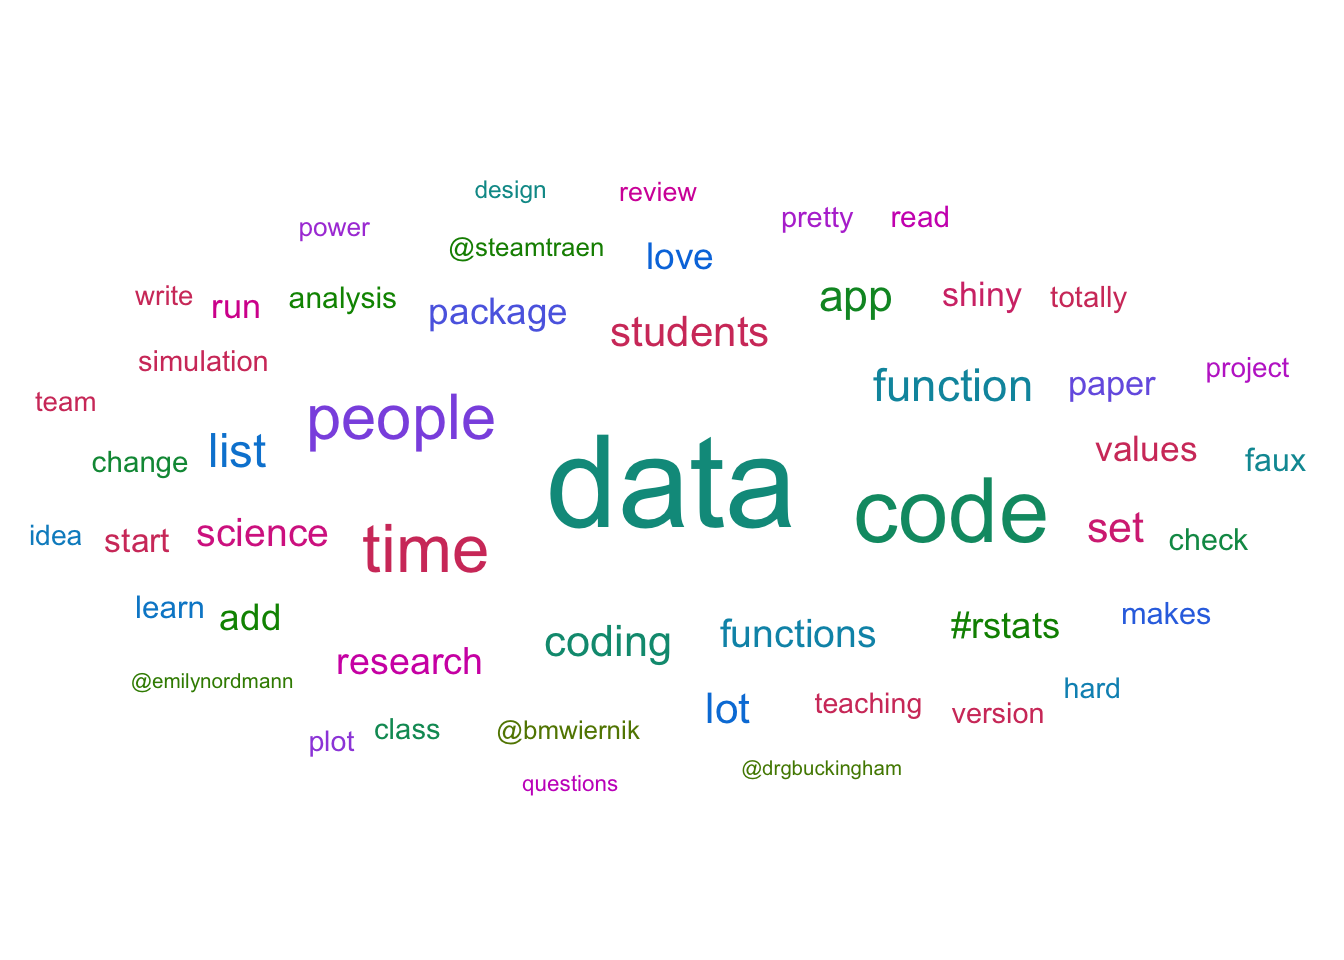 design
review
pretty
read
power
@steamtraen
love
write
run
analysis
package
app
shiny
totally
students
simulation
project
function
paper
team
people
list
change
values
faux
data
code
idea
start
science
time
set
check
learn
add
coding
functions
#rstats
makes
research
@emilynordmann
hard
lot
teaching
version
plot
class
@bmwiernik
@drgbuckingham
questions